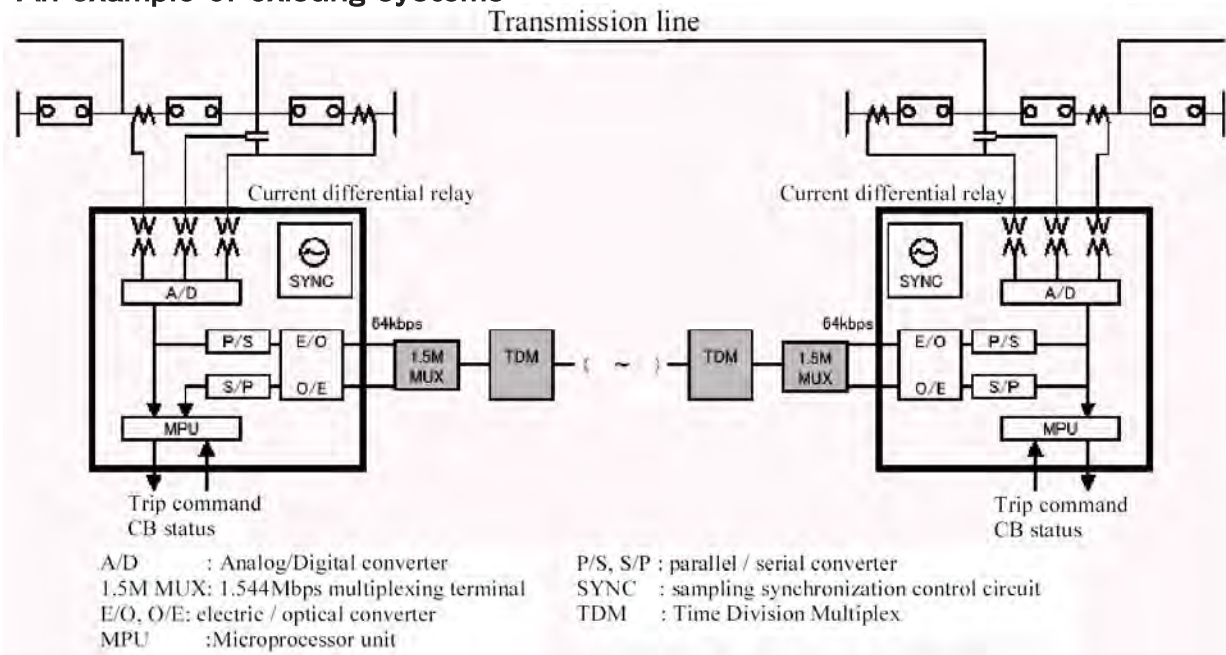 Transmission line
Current differential relay
Current differential relay
SYNC
SYNC
A/D
A/D
64kbps
64kbps
P/S
E/O
1.5M
MUX
TDM
( ~ )
TDM
1.5M
MUX
E/O
P/S
S/P
O/E
O/E
S/P
MPU
MPU
Trip command
CB status
Trip command
CB status
A/D : Analog/Digital converter
1.5M MUX: 1.544Mbps multiplexing terminal
E/O, O/E: electric / optical converter
MPU :Microprocessor unit
P/S, S/P : parallel / serial converter
SYNC : sampling synchronization control circuit
TDM : Time Division Multiplex